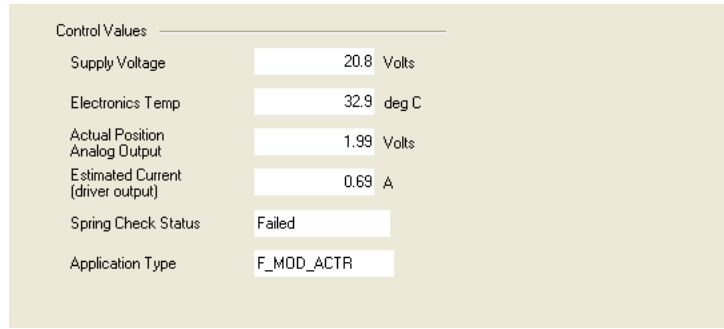 Control Values
Supply Voltage 20.8 Volts
Electronics Temp 32.9 deg C
Actual Position
Analog Output 1.99 Volts
Estimated Current
(driver output) 0.69 A
Spring Check Status Failed
Application Type F_MOD_ACTR